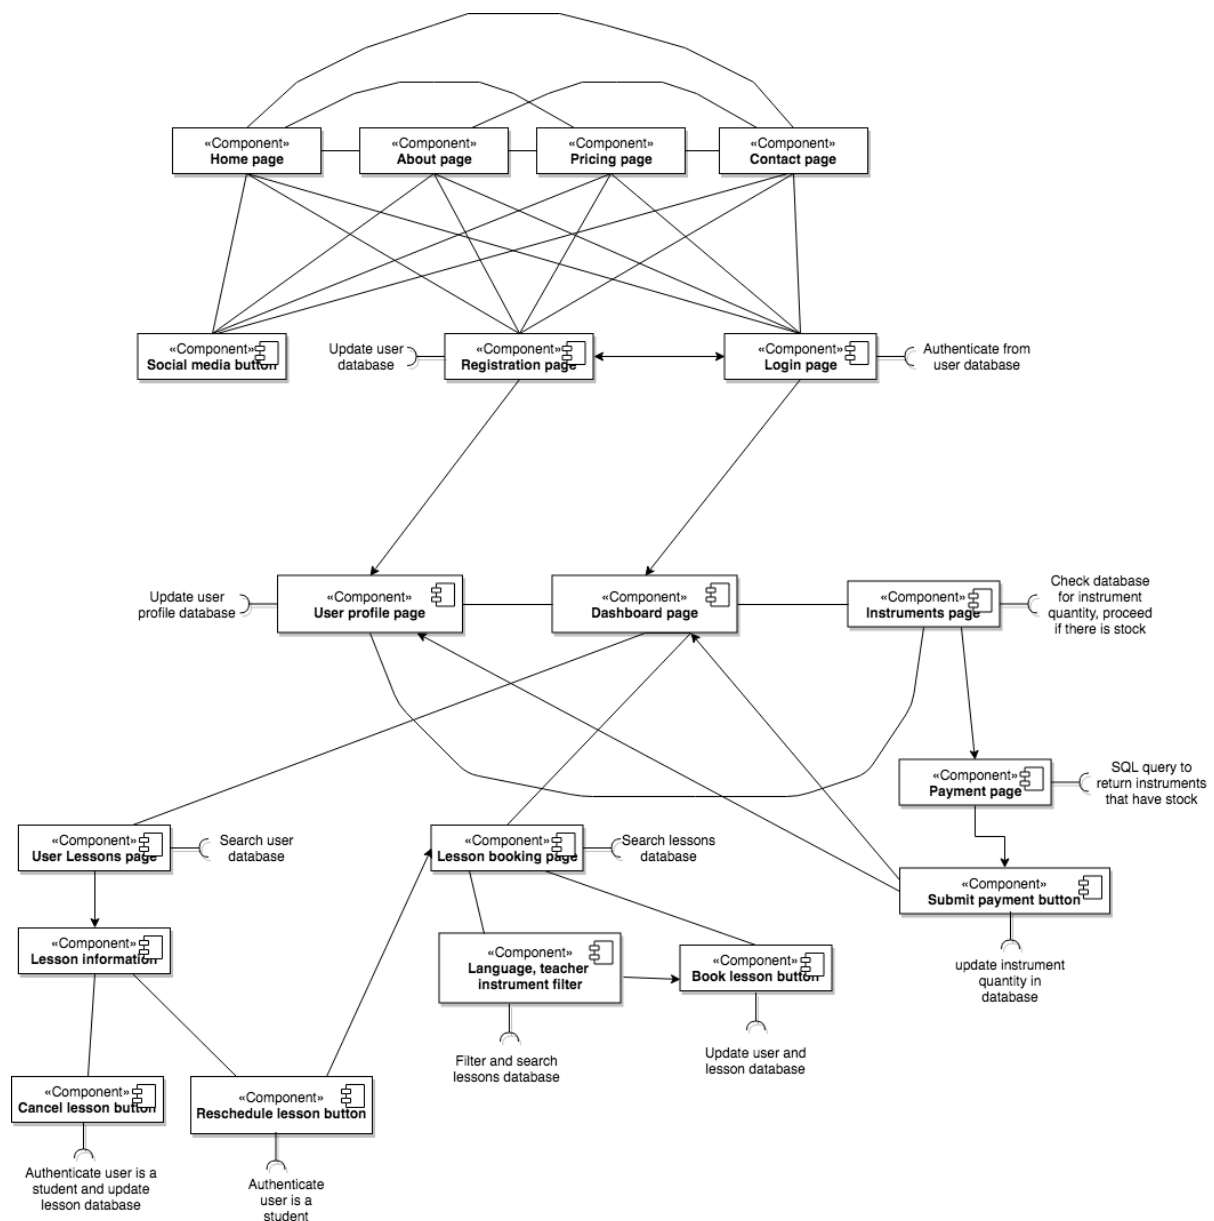 «Component»
Home page
«Component»
About page
«Component»
Pricing page
«Component»
Contact page
«Component»
Social media button
Update user
database
«Component»
Registration page
«Component»
Login page
Authenticate from
user database
Update user
profile database
«Component»
User profile page
«Component»
Dashboard page
«Component»
Instruments page
Check database
for instrument
quantity, proceed
if there is stock
«Component»
Payment page
SQL query to
return instruments
that have stock
«Component»
User Lessons page
Search user
database
«Component»
Lesson booking page
Search lessons
database
«Component»
Submit payment button
update instrument
quantity in
database
«Component»
Lesson information
«Component»
Language, teacher
instrument filter
«Component»
Book lesson button
Filter and search
lessons database
Update user and
lesson database
«Component»
Cancel lesson button
«Component»
Reschedule lesson button
Authenticate user is a
student and update
lesson database
Authenticate
user is a
student